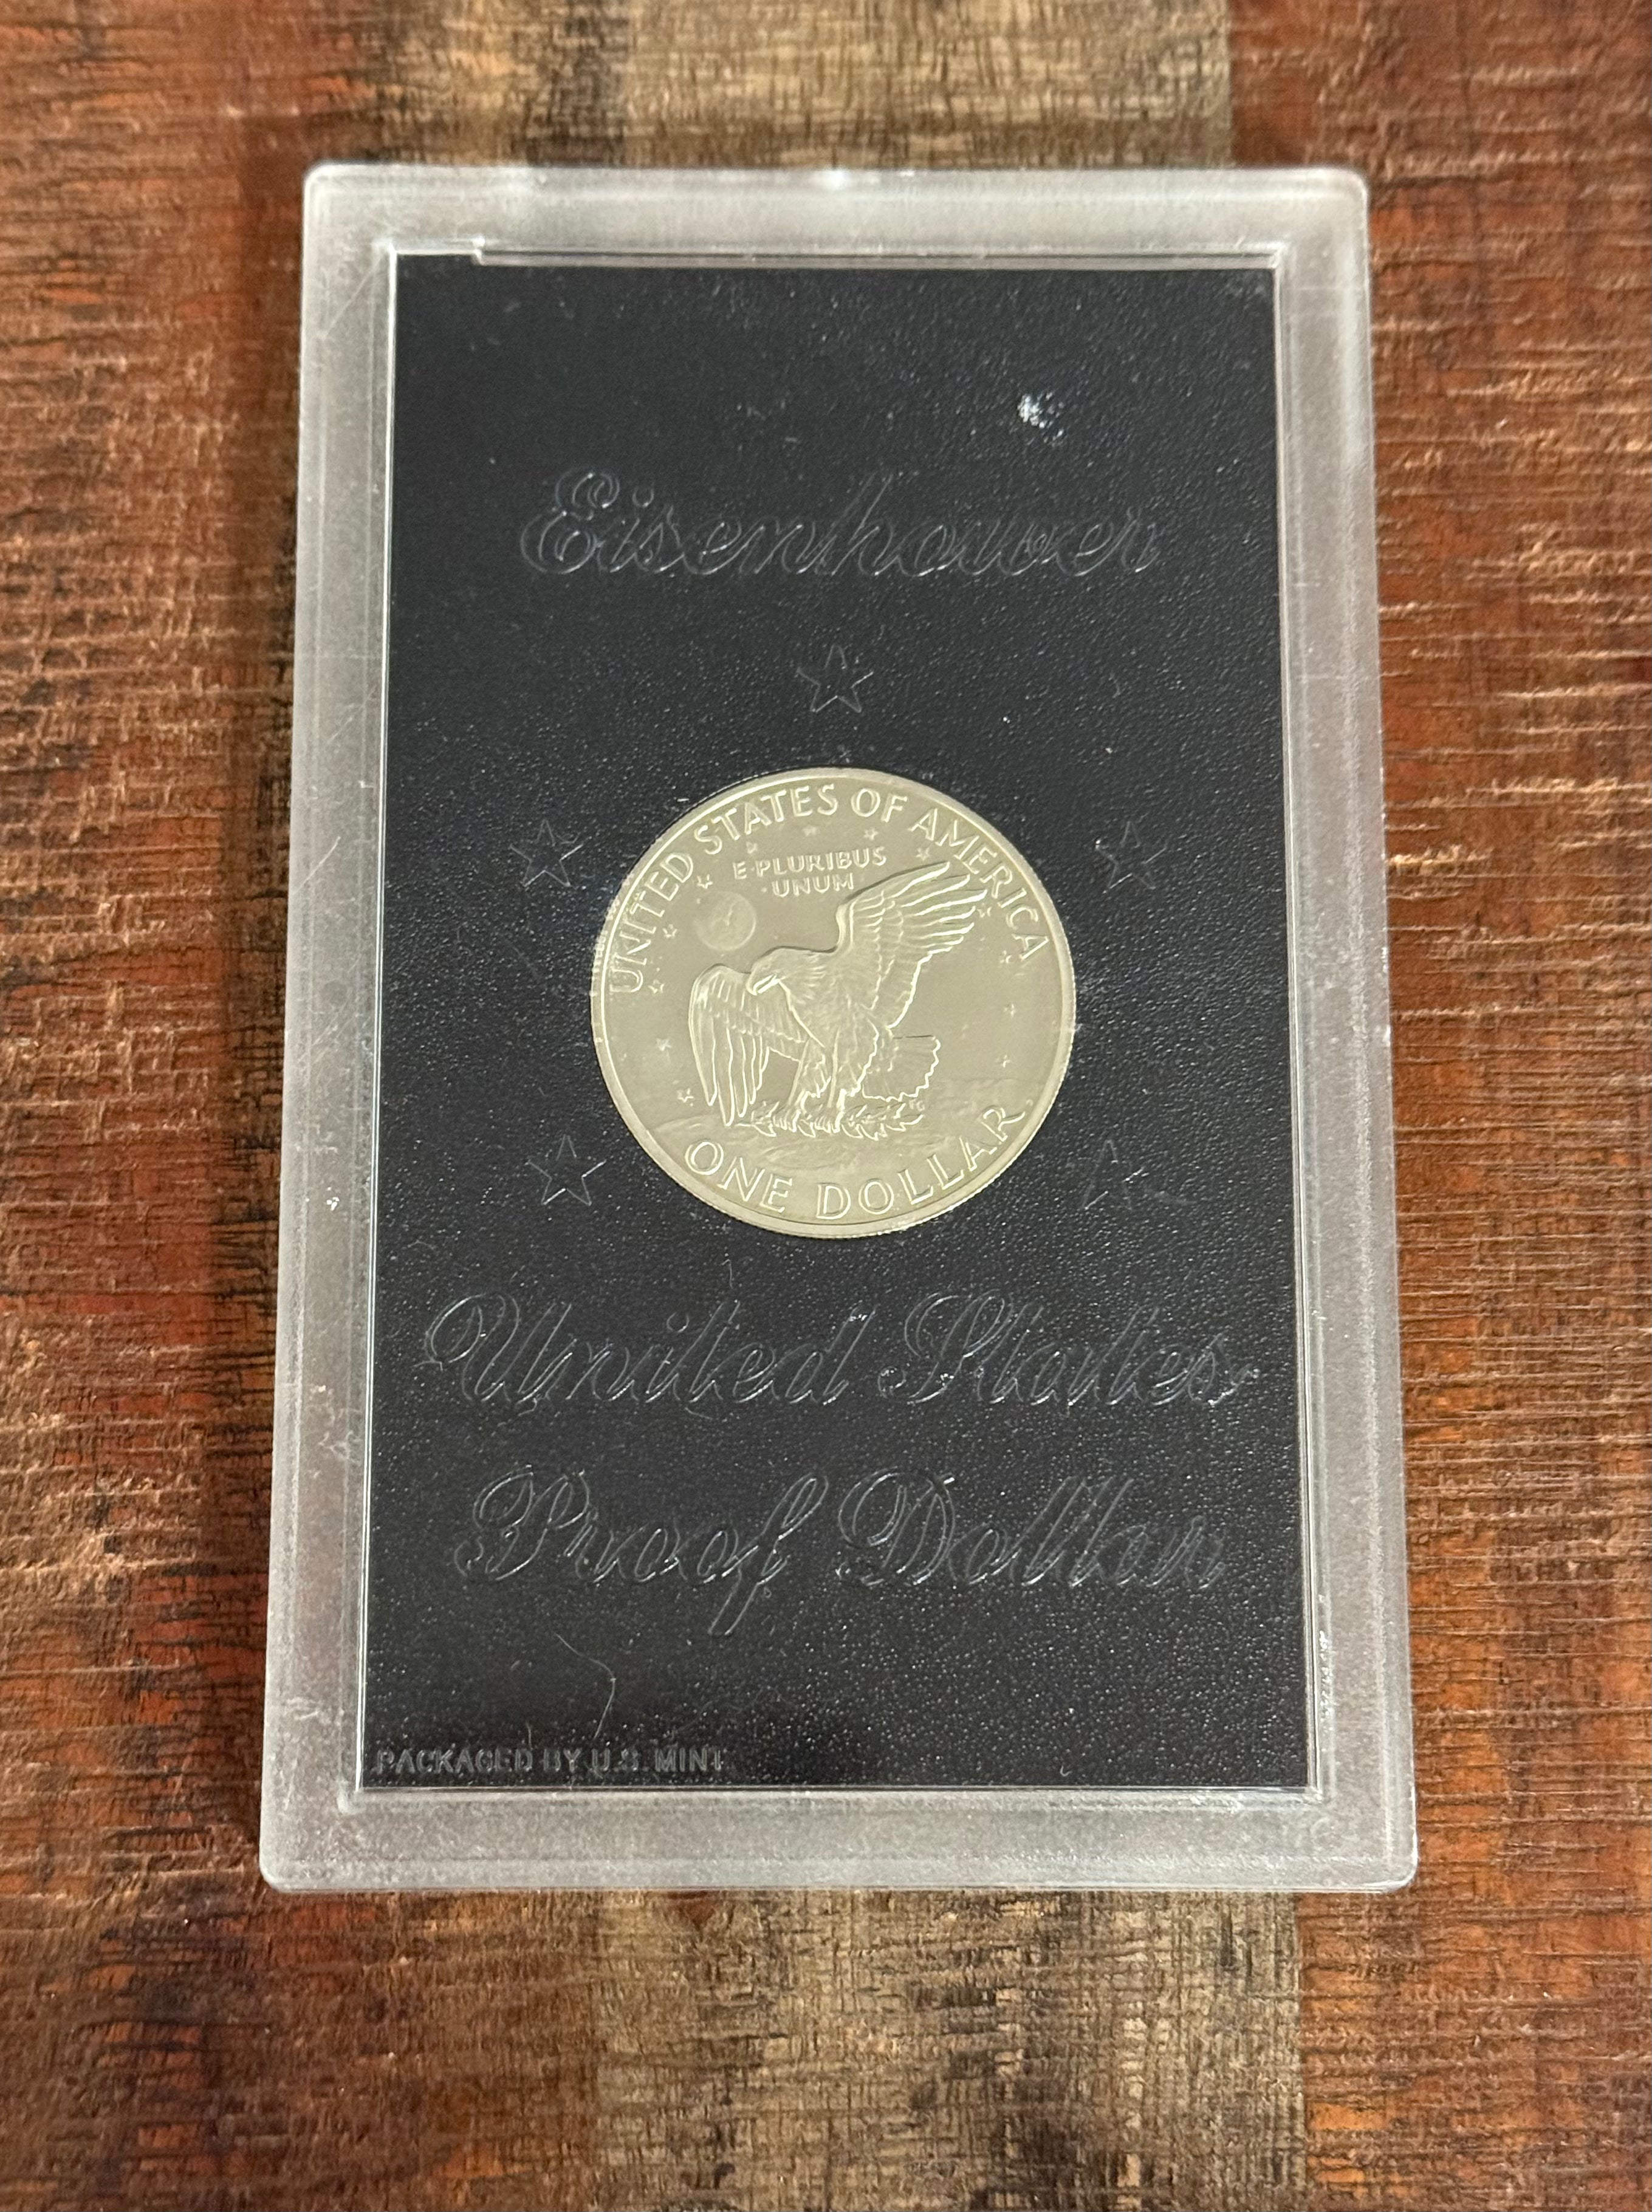 Eisenhower
UNITED STATES OF AMERICA
E·PLURIBUS
·UNUM
ONE DOLLAR
United States
Proof Dollar
PACKAGED BY U.S. MINT